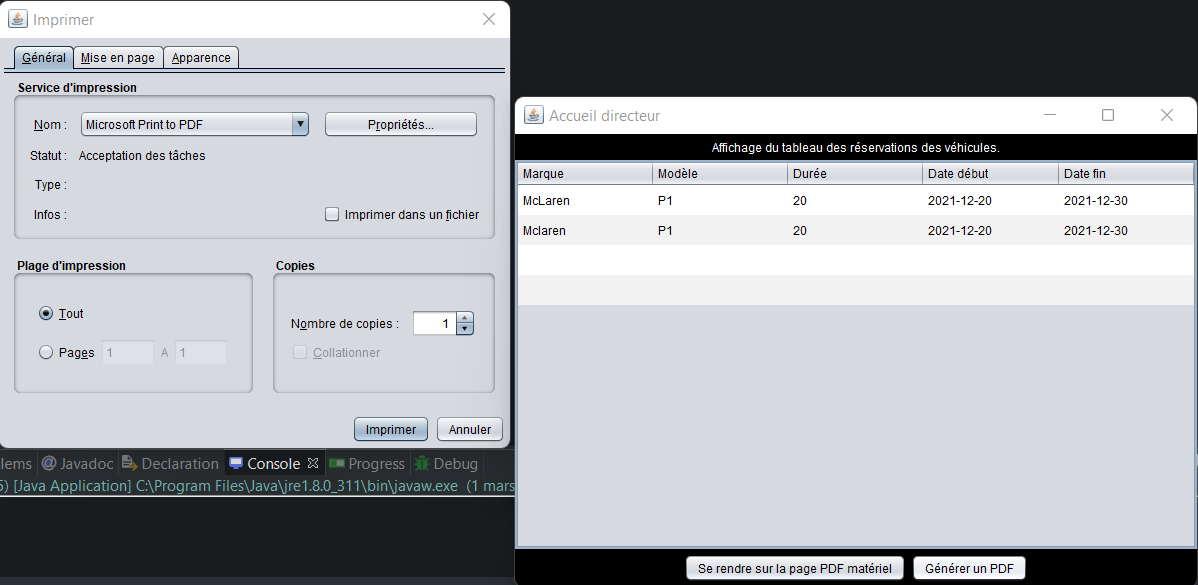 Imprimer
Général Mise en page Apparence
Service d'impression
Nom : Microsoft Print to PDF Propriétés...
Statut : Acceptation des tâches
Type :
Infos : Imprimer dans un fichier
Plage d'impression
Tout
Pages 1 A 1
Copies
Nombre de copies : 1
Collationner
Imprimer Annuler
lems @ Javadoc Declaration Console Progress Debug
[Java Application] C:\Program Files\Java\jre1.8.0_311\bin\javaw.exe (1 mars
Accueil directeur
Affichage du tableau des réservations des véhicules.
Marque Modèle Durée Date début Date fin
McLaren P1 20 2021-12-20 2021-12-30
Mclaren P1 20 2021-12-20 2021-12-30
Se rendre sur la page PDF matériel Générer un PDF